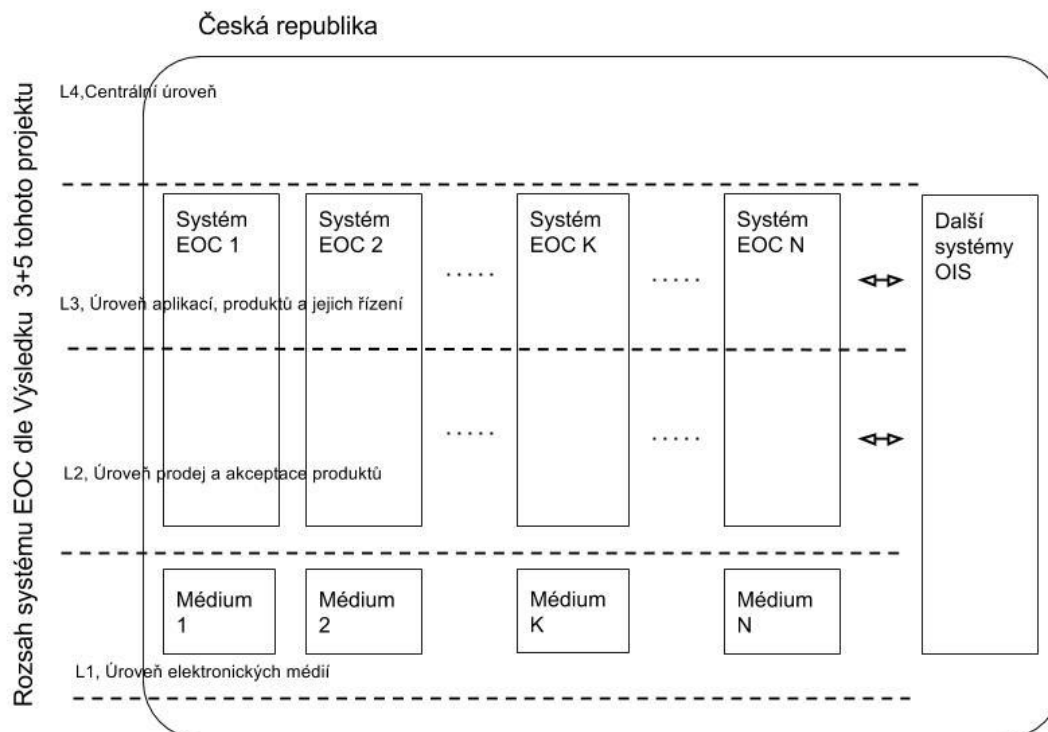 Česká republika
Rozsah systému EOC dle Výsledku 3+5 tohoto projektu
L4,Centrální úroveň
Systém
EOC 1
Systém
EOC 2
.....
Systém
EOC K
.....
Systém
EOC N
Další
systémy
OIS
L3, Úroveň aplikací, produktů a jejich řízení
.....
.....
L2, Úroveň prodej a akceptace produktů
Médium
1
Médium
2
Médium
K
Médium
N
L1, Úroveň elektronických médií